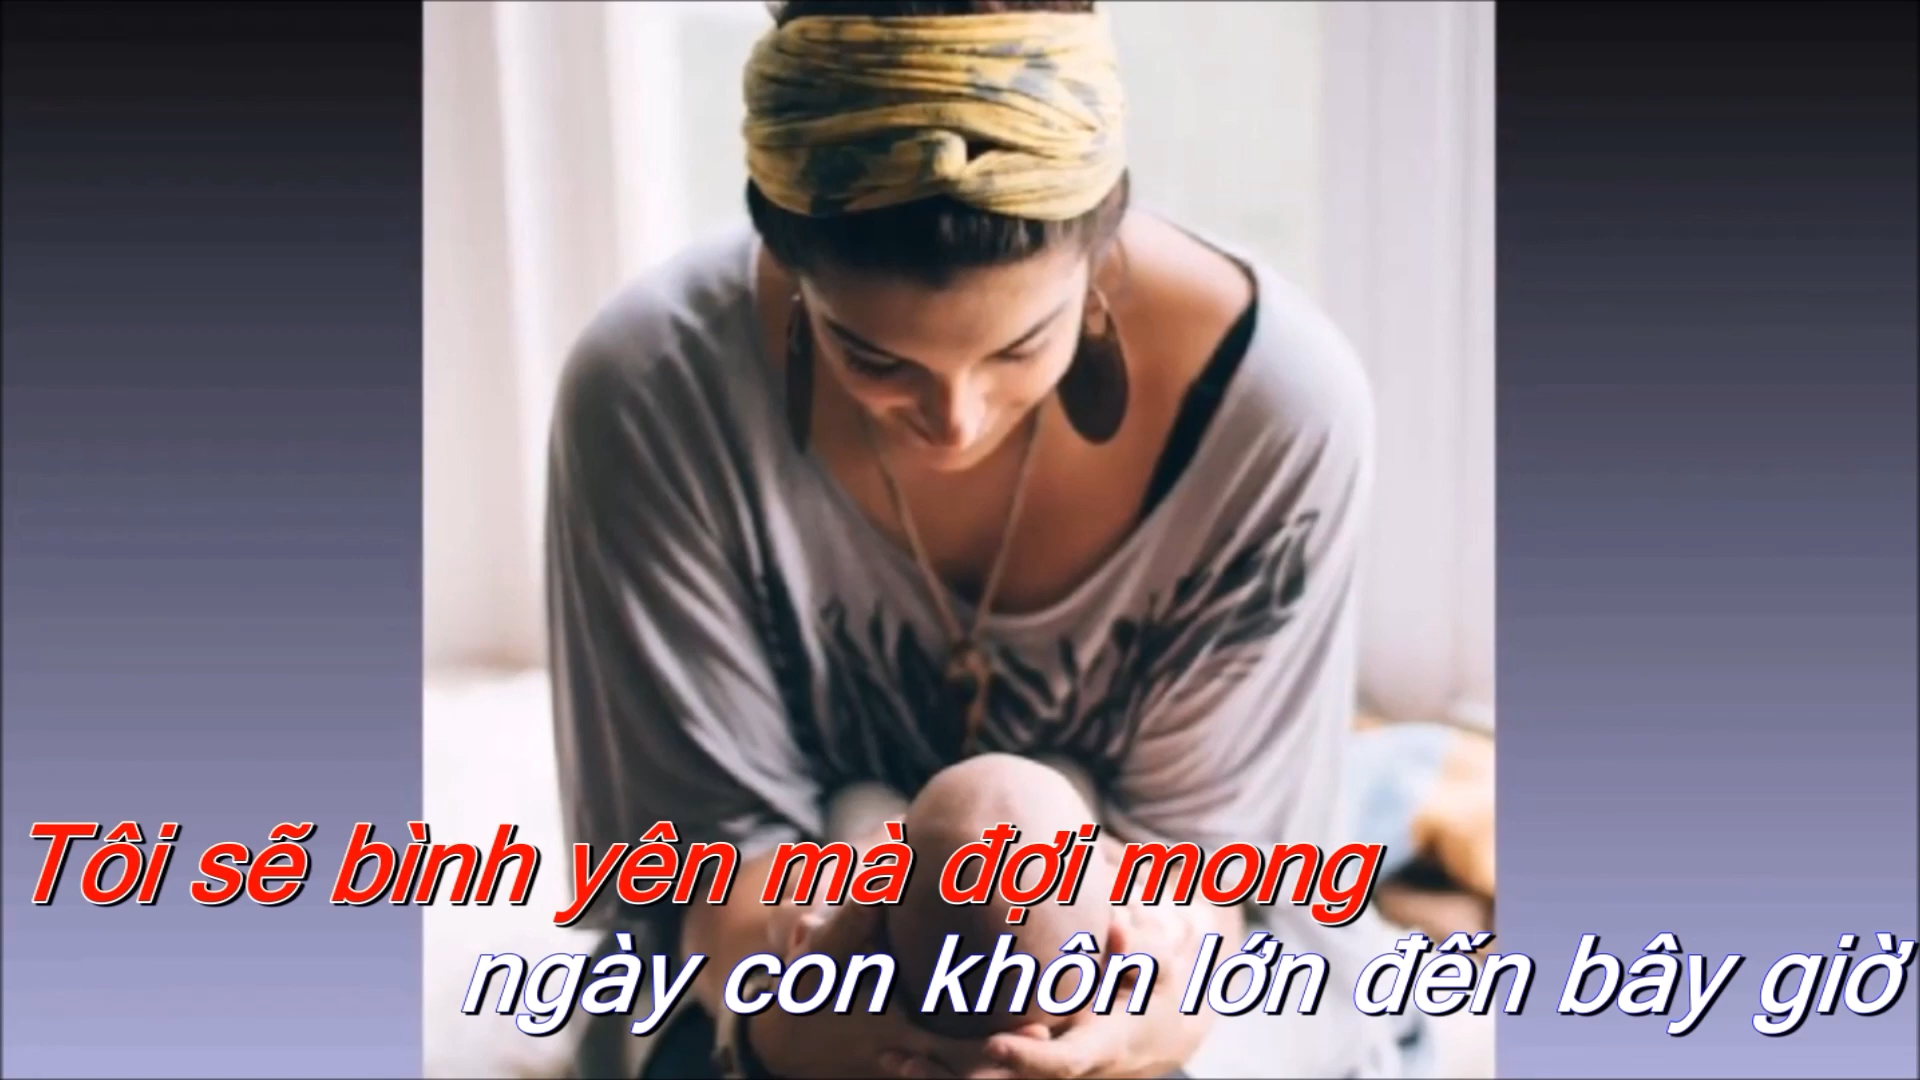 Tôi sẽ bình yên mà đợi mong
ngày con khôn lớn đến bây giờ